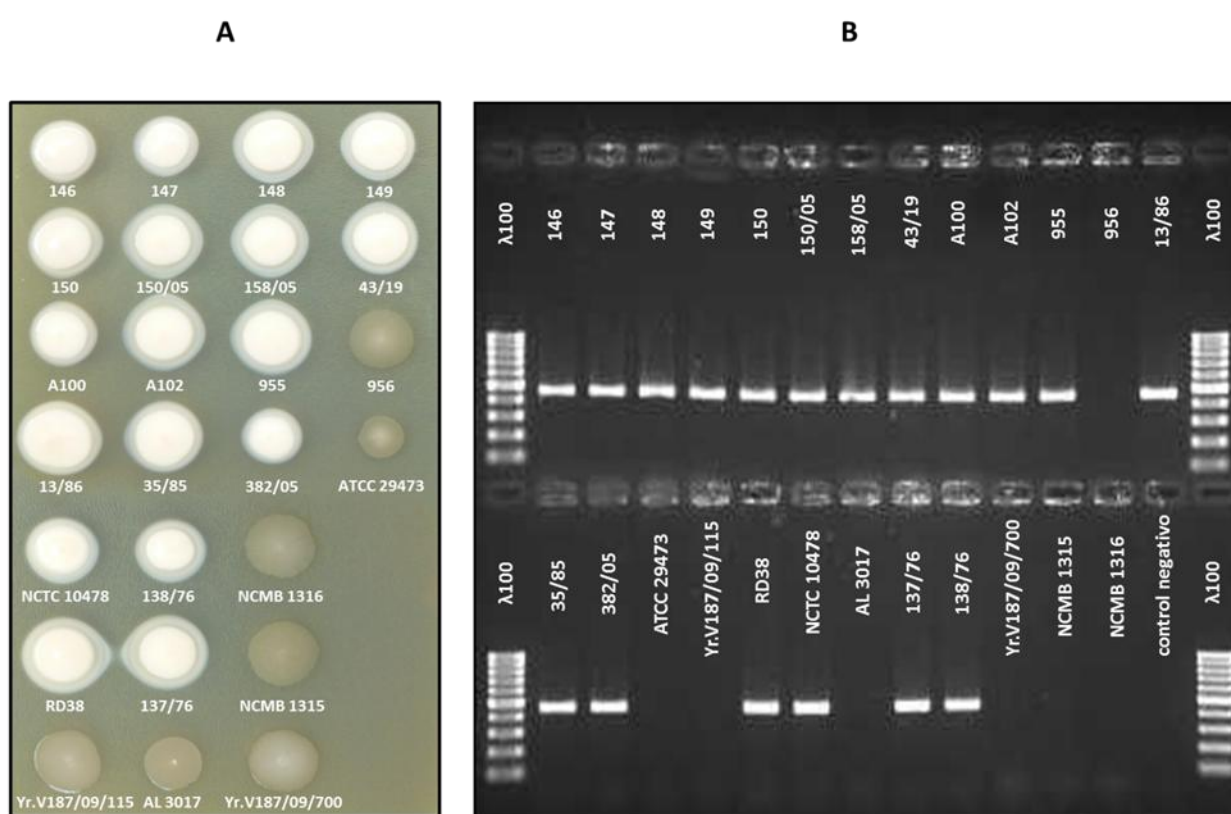 A
B
146 147 148 149
150 150/05 158/05 43/19
A100 A102 955 956
13/86 35/85 382/05 ATCC 29473
NCTC 10478 138/76 NCMB 1316
RD38 137/76 NCMB 1315
Yr.V187/09/115 AL 3017 Yr.V187/09/700
λ100 146 147 148 149 150 150/05 158/05 43/19 A100 A102 955 956 13/86 λ100
λ100 35/85 382/05 ATCC 29473 Yr.V187/09/115 RD38 NCTC 10478 AL 3017 137/76 138/76 Yr.V187/09/700 NCMB 1315 NCMB 1316 control negativo λ100